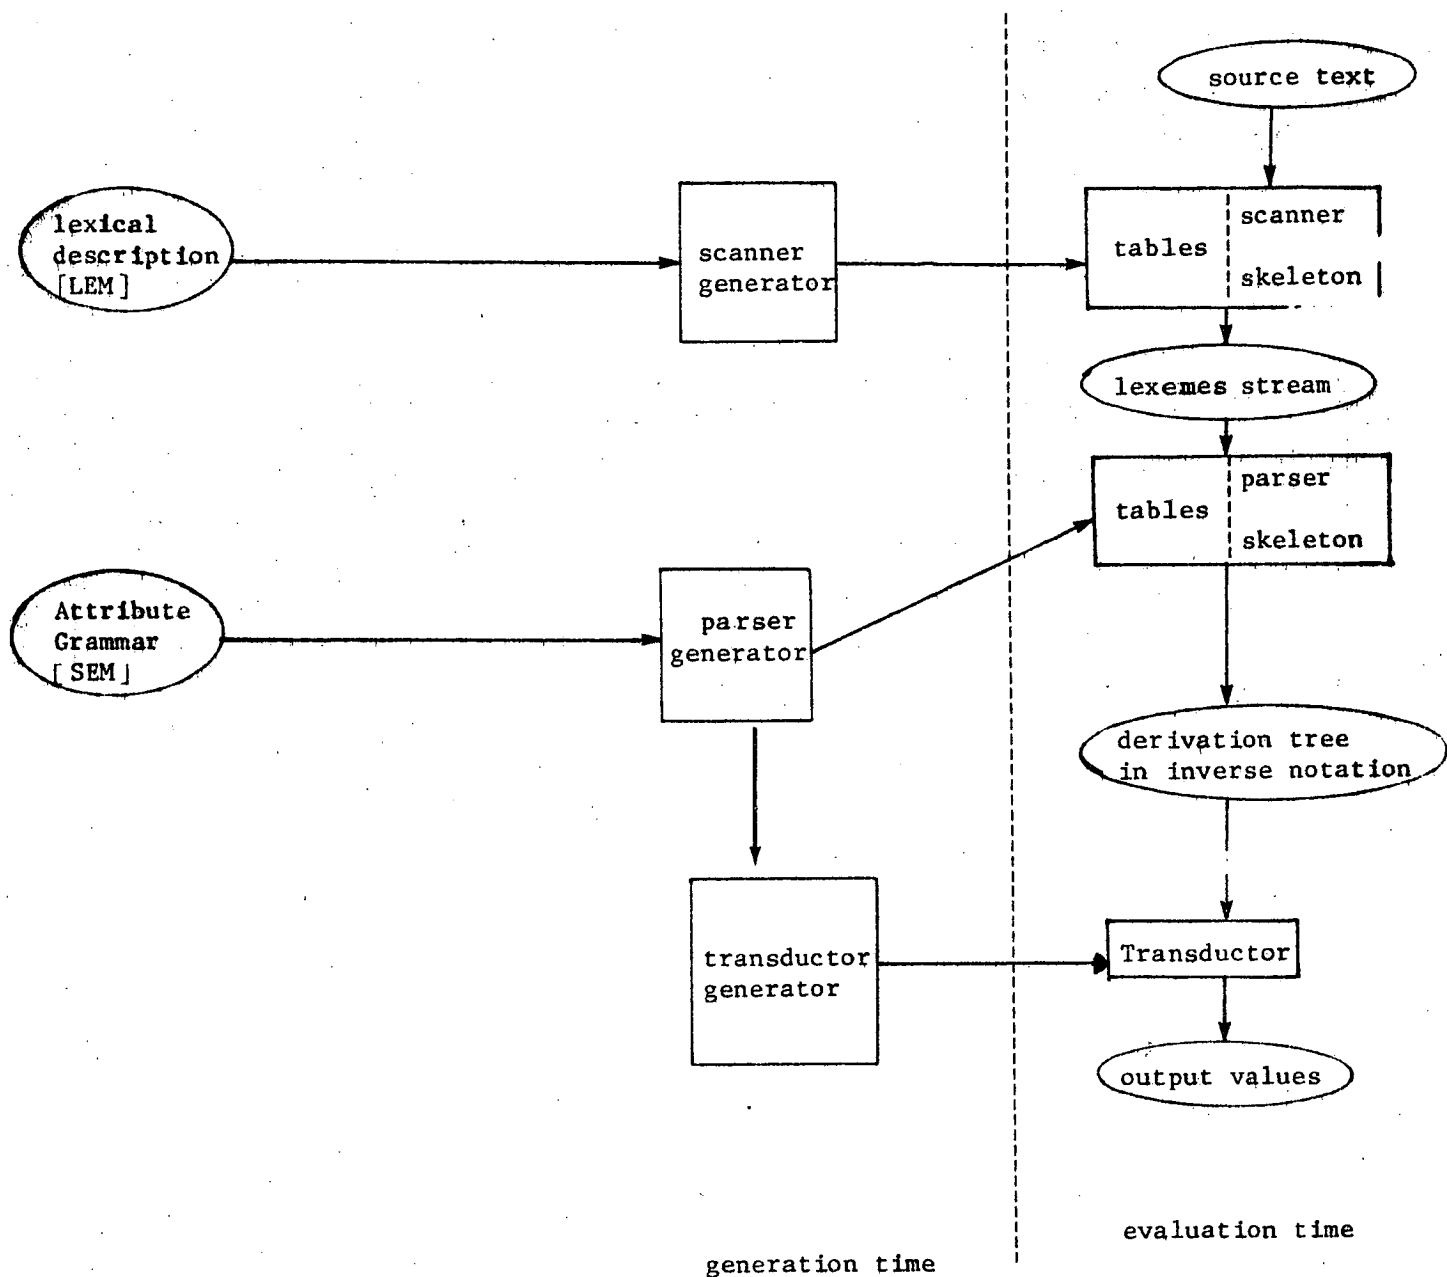 source text
lexical
description
[LEM]
scanner
generator
tables
scanner
skeleton
lexemes stream
tables
parser
skeleton
Attribute
Grammar
[SEM]
parser
generator
derivation tree
in inverse notation
transductor
generator
Transductor
output values
evaluation time
generation time